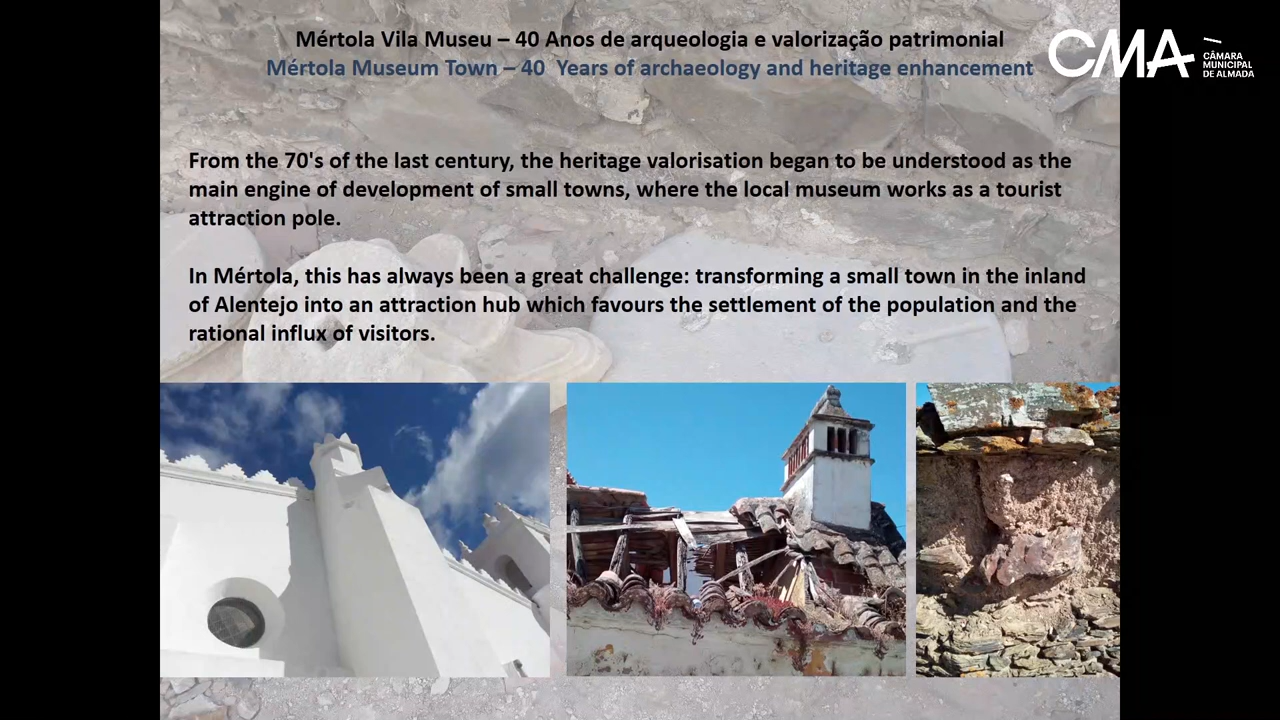 Mértola Vila Museu – 40 Anos de arqueologia e valorização patrimonial
Mértola Museum Town – 40 Years of archaeology and heritage enhancement
CMA
CÂMARA
MUNICIPAL
DE ALMADA
From the 70's of the last century, the heritage valorisation began to be understood as the
main engine of development of small towns, where the local museum works as a tourist
attraction pole.
In Mértola, this has always been a great challenge: transforming a small town in the inland
of Alentejo into an attraction hub which favours the settlement of the population and the
rational influx of visitors.